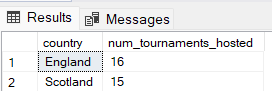 Results Messages
country num_tournaments_hosted
1 England 16
2 Scotland 15